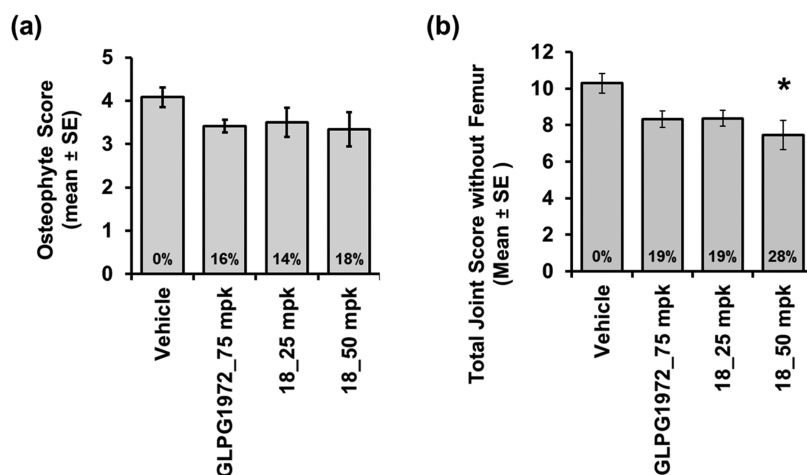 (a)
Osteophyte Score
(mean ± SE)
5
4
3
2
1
0
0%
16%
14%
18%
Vehicle
GLPG1972_75 mpk
18_25 mpk
18_50 mpk
(b)
Total Joint Score without Femur
(Mean ± SE )
12
10
8
6
4
2
0
*
0%
19%
19%
28%
Vehicle
GLPG1972_75 mpk
18_25 mpk
18_50 mpk